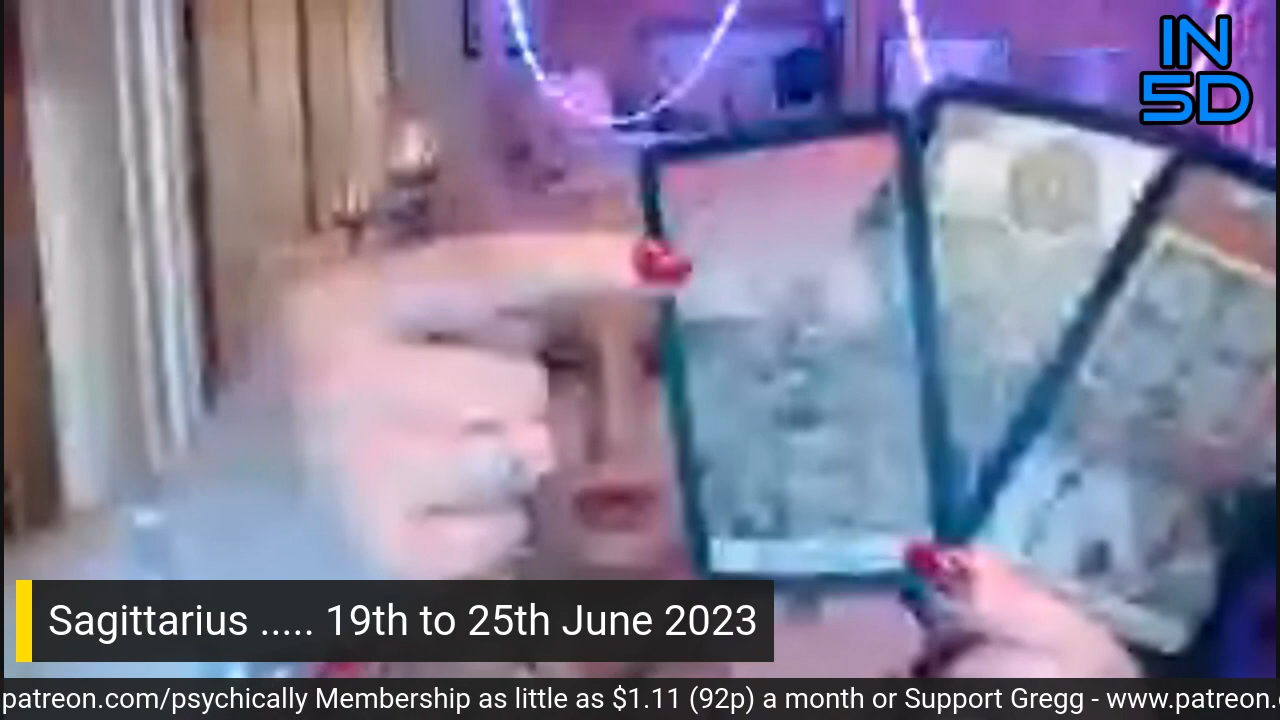 IN
5D
Sagittarius ..... 19th to 25th June 2023
patreon.com/psychically Membership as little as $1.11 (92p) a month or Support Gregg - www.patreon.